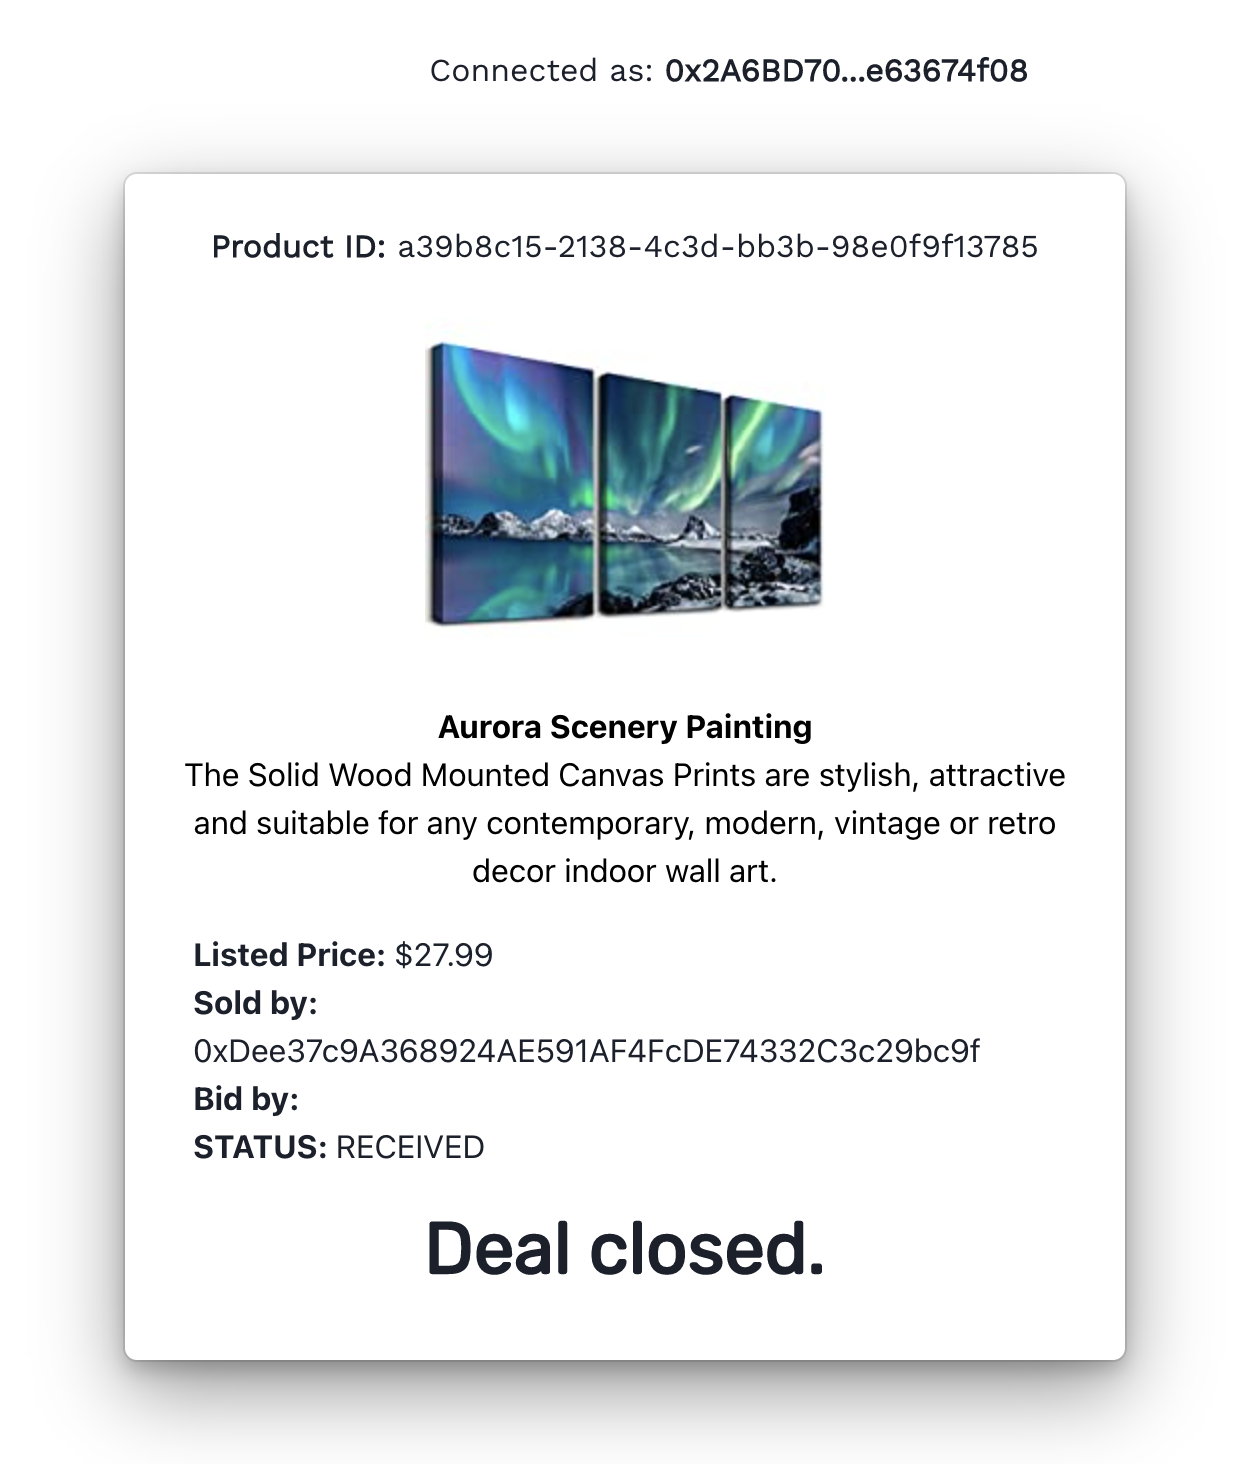 Connected as: 0x2A6BD70...e63674f08
Product ID: a39b8c15-2138-4c3d-bb3b-98e0f9f13785
Aurora Scenery Painting
The Solid Wood Mounted Canvas Prints are stylish, attractive
and suitable for any contemporary, modern, vintage or retro
decor indoor wall art.
Listed Price: $27.99
Sold by:
0xDee37c9A368924AE591AF4FcDE74332C3c29bc9f
Bid by:
STATUS: RECEIVED
Deal closed.